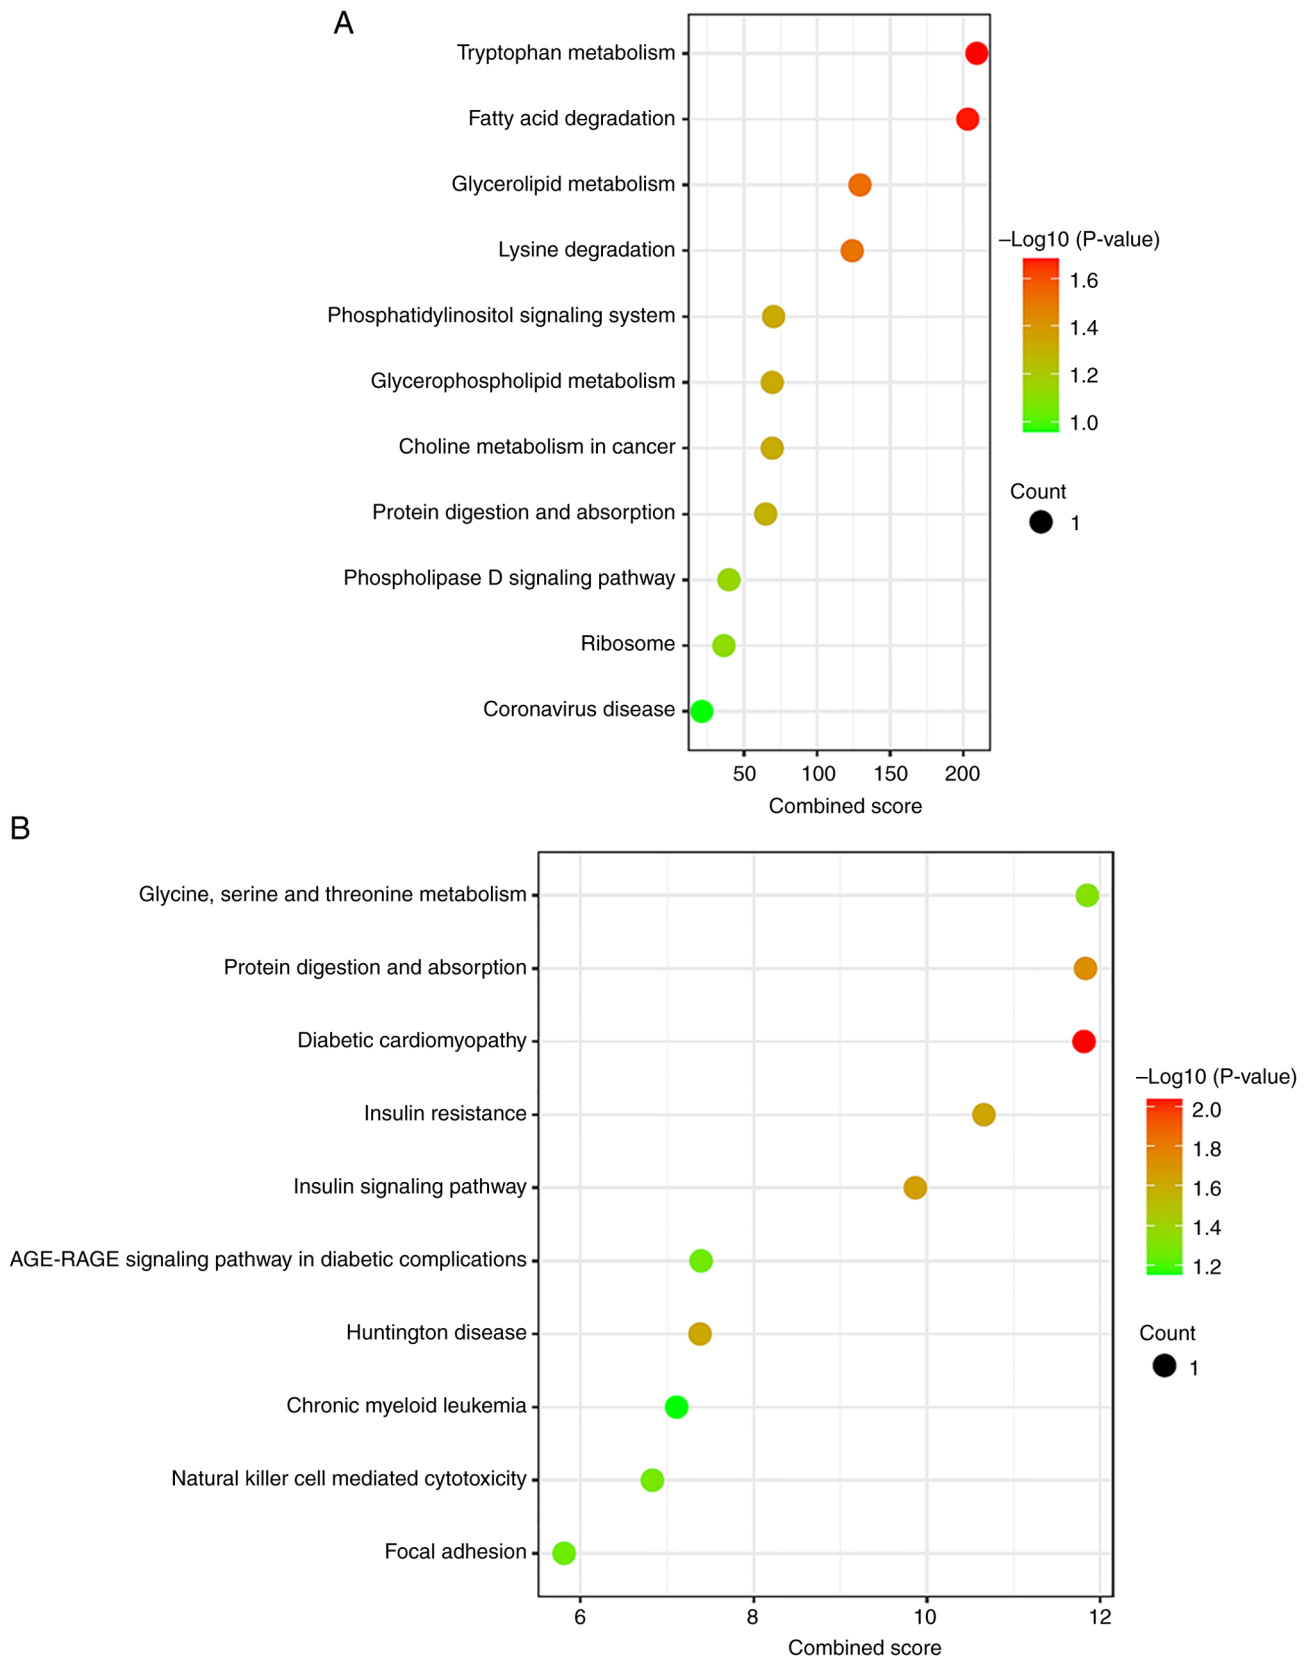 A
Tryptophan metabolism
Fatty acid degradation
Glycerolipid metabolism
Lysine degradation
Phosphatidylinositol signaling system
Glycerophospholipid metabolism
Choline metabolism in cancer
Protein digestion and absorption
Phospholipase D signaling pathway
Ribosome
Coronavirus disease
50 100 150 200
Combined score
–Log10 (P-value)
1.6
1.4
1.2
1.0
Count
1
B
Glycine, serine and threonine metabolism
Protein digestion and absorption
Diabetic cardiomyopathy
Insulin resistance
Insulin signaling pathway
AGE-RAGE signaling pathway in diabetic complications
Huntington disease
Chronic myeloid leukemia
Natural killer cell mediated cytotoxicity
Focal adhesion
6 8 10 12
Combined score
–Log10 (P-value)
2.0
1.8
1.6
1.4
1.2
Count
1